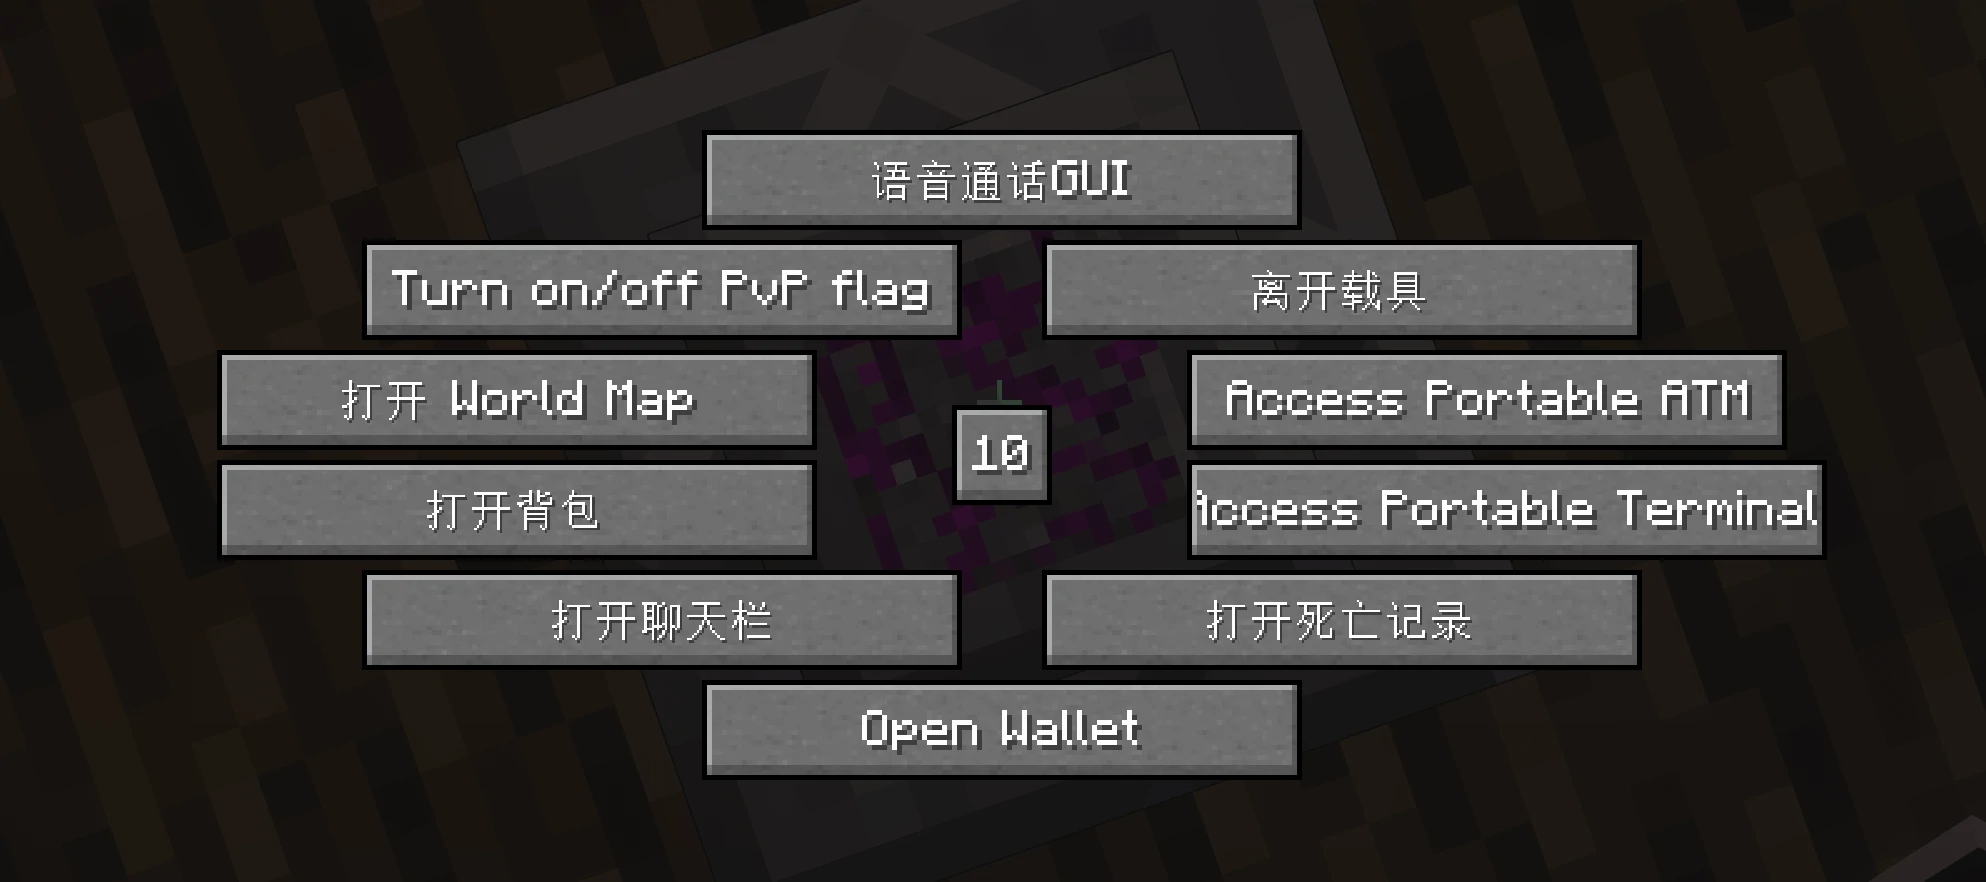 语音通话GUI
Turn on/off PvP flag
离开载具
打开 World Map
Access Portable ATM
10
打开背包
Access Portable Terminal
打开聊天栏
打开死亡记录
Open Wallet